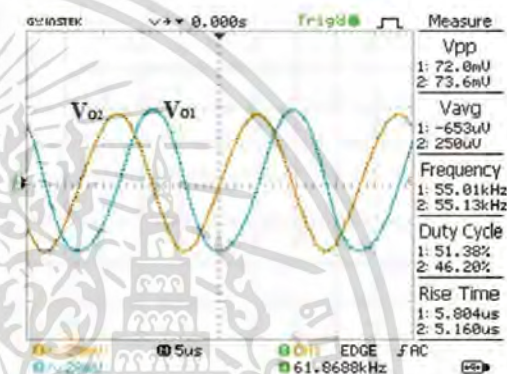 GWINSTEK 0.000s Trig'd Measure
Vpp
1: 72.0mV
2: 73.6mV
Vavg
1: -653uV
2: 250uV
Frequency
1: 55.01kHz
2: 55.13kHz
Duty Cycle
1: 51.38%
2: 46.20%
Rise Time
1: 5.804us
2: 5.160us
VO2 VO1
5us CH1 EDGE AC
61.8688kHz